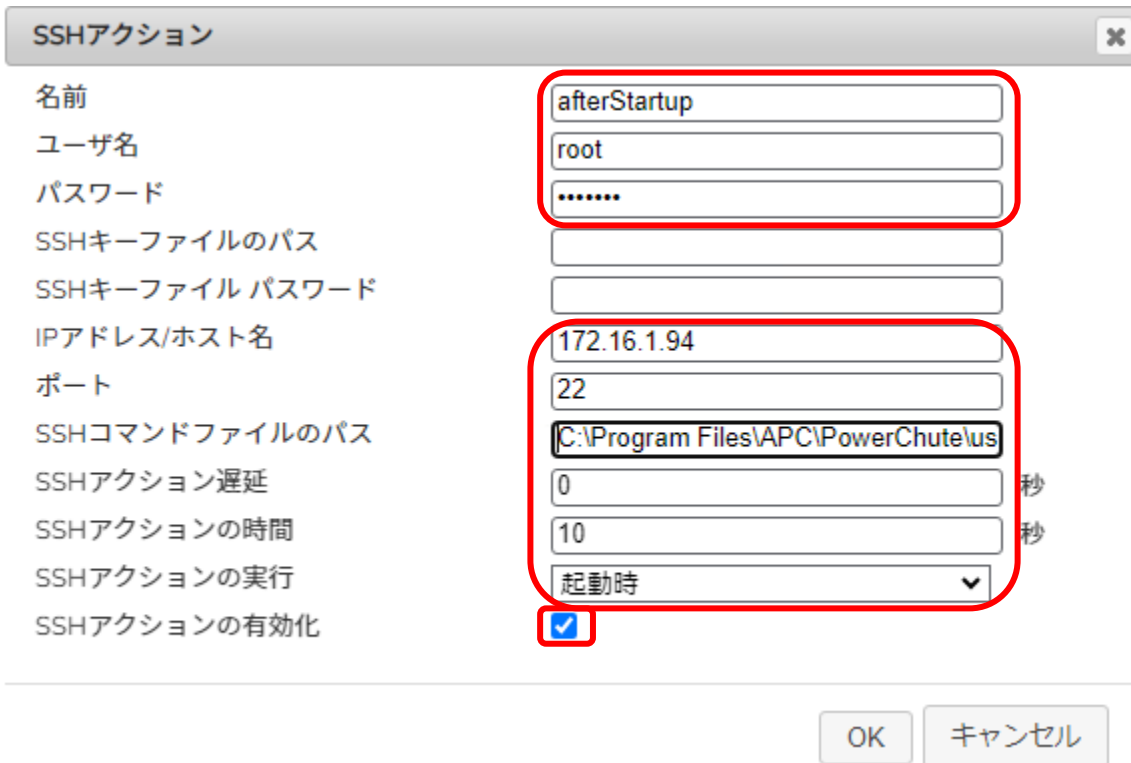 SSHアクション
名前 afterStartup
ユーザ名 root
パスワード •••••••
SSHキーファイルのパス
SSHキーファイル パスワード
IPアドレス/ホスト名 172.16.1.94
ポート 22
SSHコマンドファイルのパス C:\Program Files\APC\PowerChute\us
SSHアクション遅延 0 秒
SSHアクションの時間 10 秒
SSHアクションの実行 起動時
SSHアクションの有効化
OK キャンセル